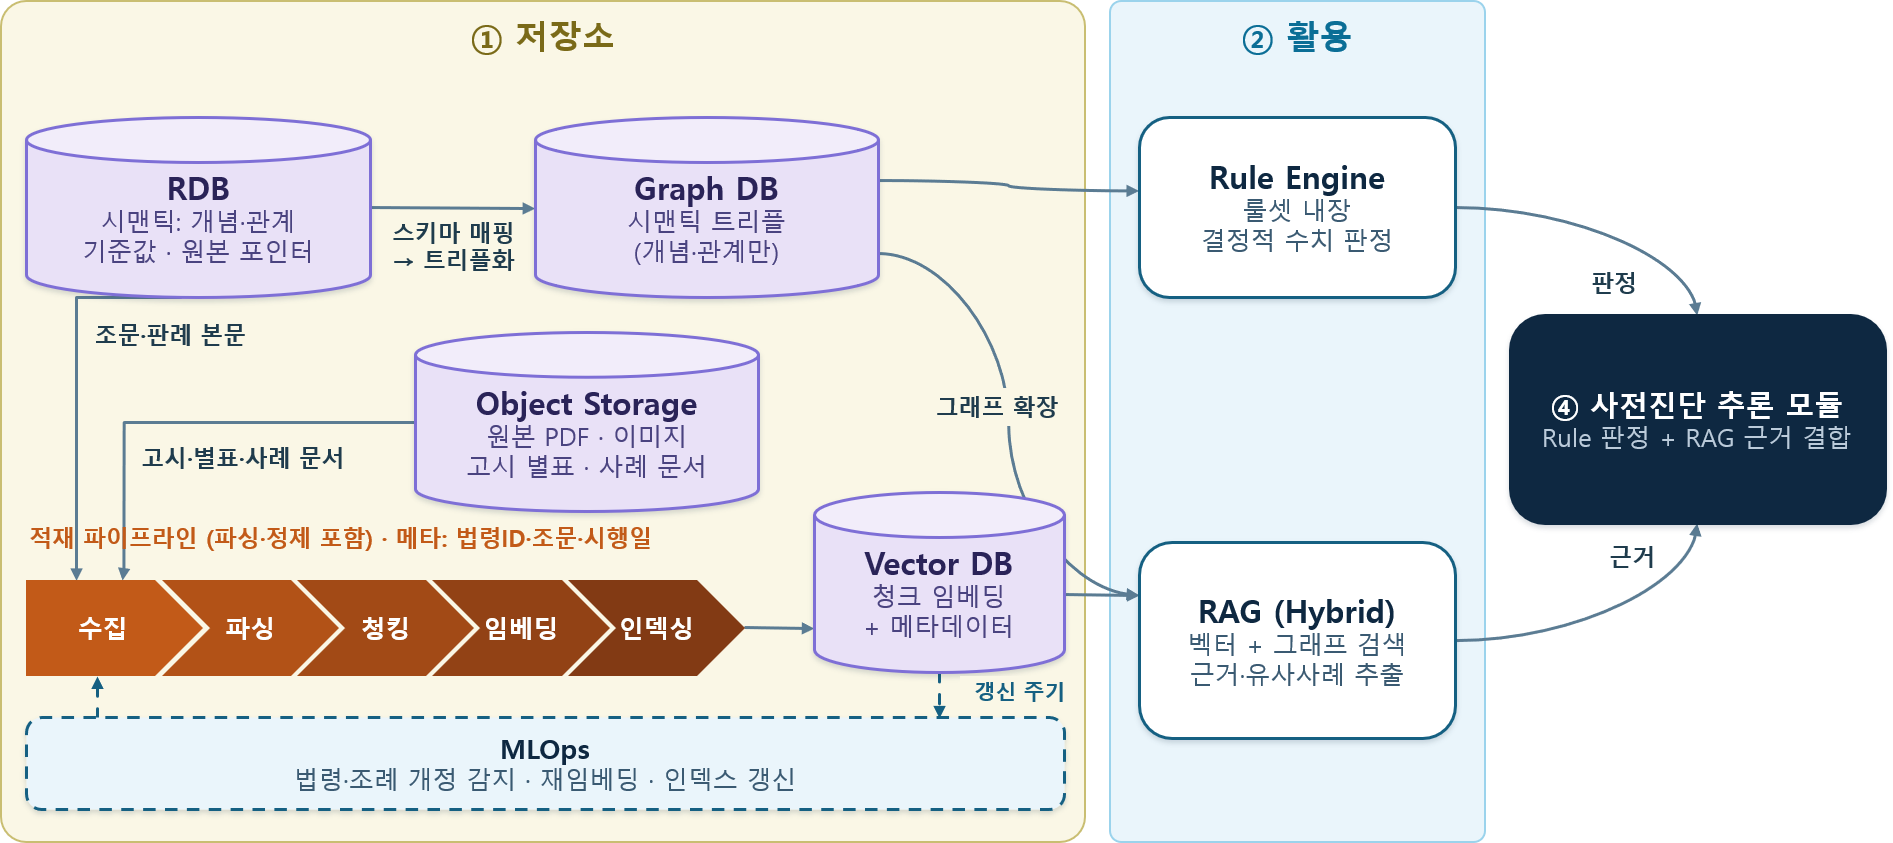 ① 저장소
② 활용
RDB
시맨틱: 개념·관계
기준값 · 원본 포인터
스키마 매핑
→ 트리플화
Graph DB
시맨틱 트리플
(개념·관계만)
Rule Engine
룰셋 내장
결정적 수치 판정
판정
조문·판례 본문
Object Storage
원본 PDF · 이미지
고시 별표 · 사례 문서
그래프 확장
④ 사전진단 추론 모듈
Rule 판정 + RAG 근거 결합
고시·별표·사례 문서
적재 파이프라인 (파싱·정제 포함) · 메타: 법령ID·조문·시행일
수집
파싱
청킹
임베딩
인덱싱
Vector DB
청크 임베딩
+ 메타데이터
RAG (Hybrid)
벡터 + 그래프 검색
근거·유사사례 추출
근거
갱신 주기
MLOps
법령·조례 개정 감지 · 재임베딩 · 인덱스 갱신